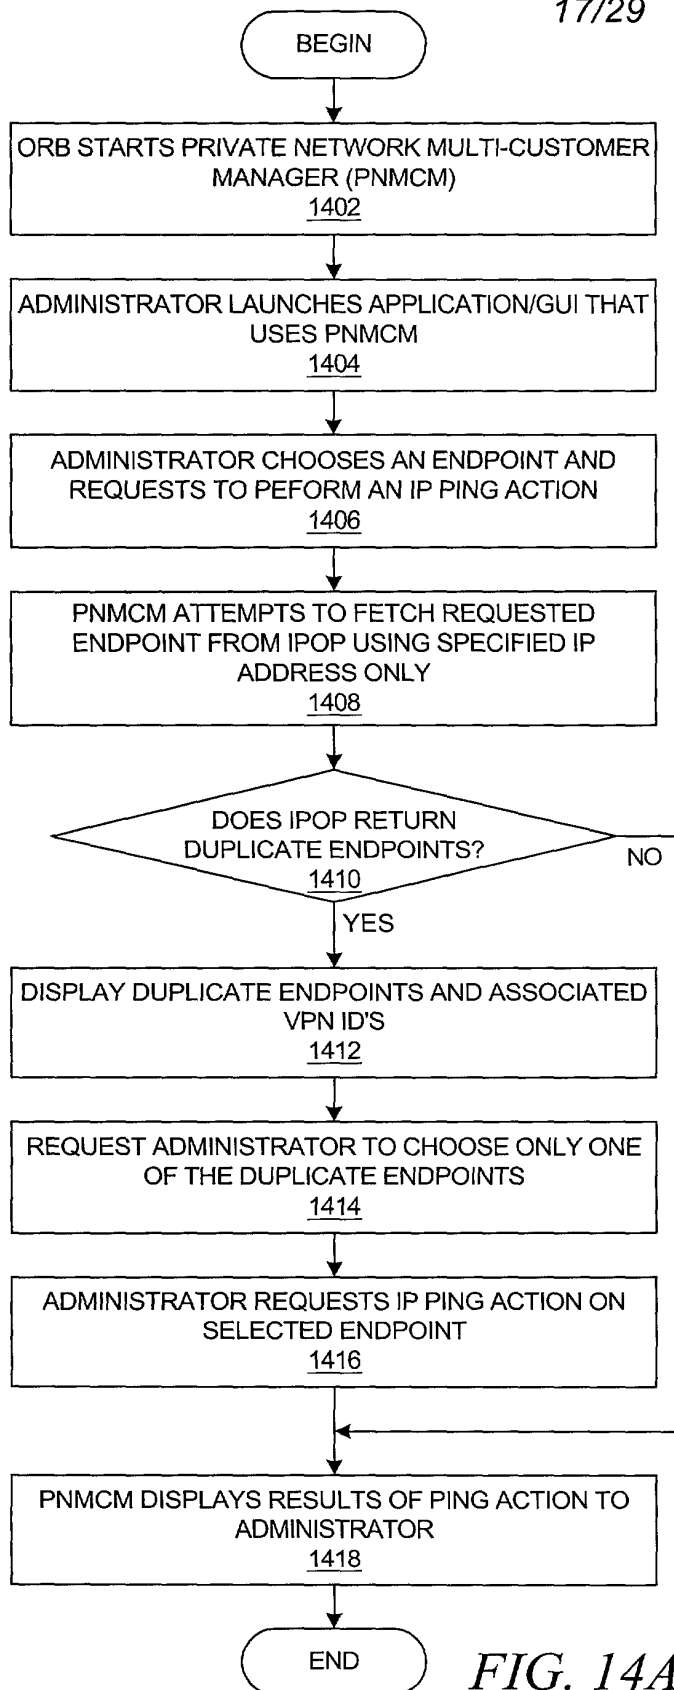 17/29
BEGIN
ORB STARTS PRIVATE NETWORK MULTI-CUSTOMER
MANAGER (PNMCM)
1402
ADMINISTRATOR LAUNCHES APPLICATION/GUI THAT
USES PNMCM
1404
ADMINISTRATOR CHOOSES AN ENDPOINT AND
REQUESTS TO PEFORM AN IP PING ACTION
1406
PNMCM ATTEMPTS TO FETCH REQUESTED
ENDPOINT FROM IPOP USING SPECIFIED IP
ADDRESS ONLY
1408
DOES IPOP RETURN
DUPLICATE ENDPOINTS?
1410
NO
YES
DISPLAY DUPLICATE ENDPOINTS AND ASSOCIATED
VPN ID'S
1412
REQUEST ADMINISTRATOR TO CHOOSE ONLY ONE
OF THE DUPLICATE ENDPOINTS
1414
ADMINISTRATOR REQUESTS IP PING ACTION ON
SELECTED ENDPOINT
1416
PNMCM DISPLAYS RESULTS OF PING ACTION TO
ADMINISTRATOR
1418
END
FIG. 14A